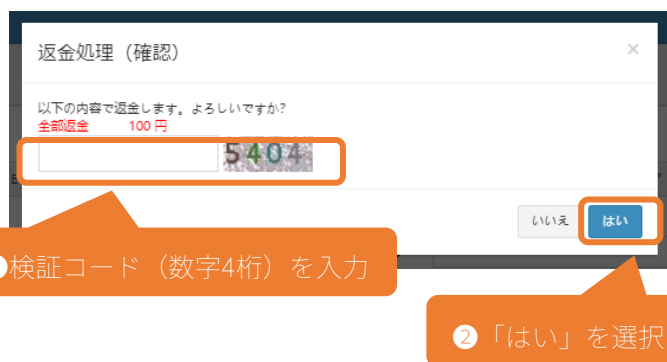 返金処理（確認）
×
以下の内容で返金します。よろしいですか?
全部返金 100 円
5404
いいえ
はい
検証コード（数字4桁）を入力
❷「はい」を選択